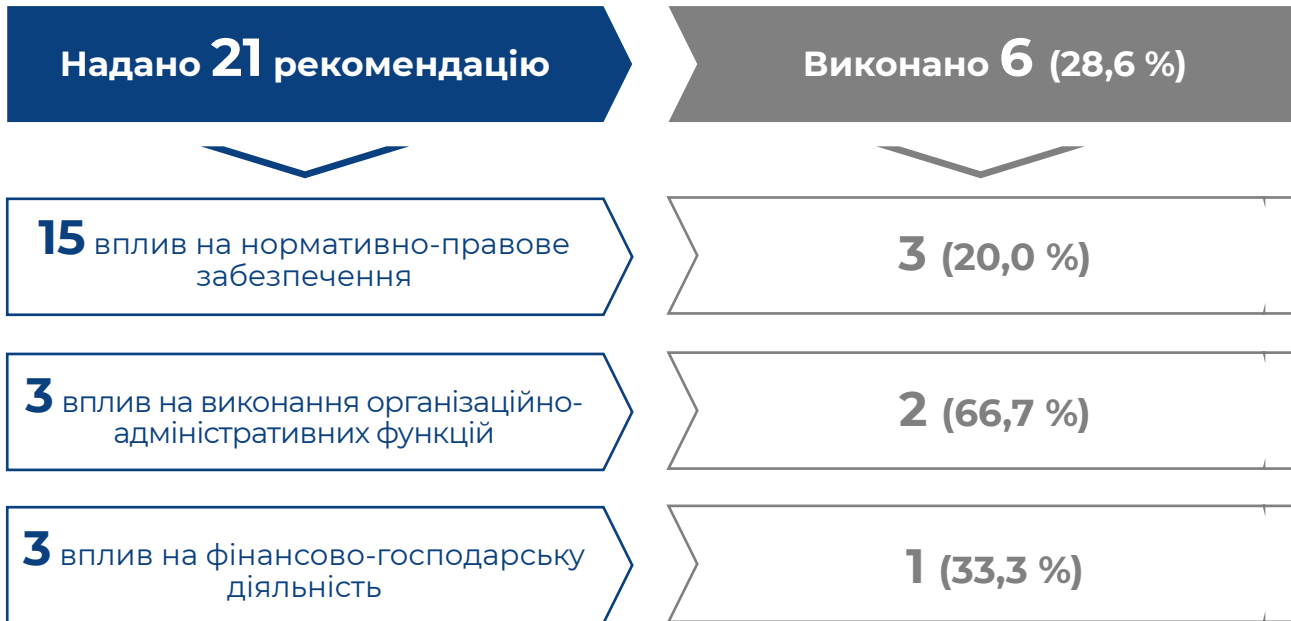 Надано 21 рекомендацію
Виконано 6 (28,6 %)
15 вплив на нормативно-правове
забезпечення
3 (20,0 %)
3 вплив на виконання організаційно-
адміністративних функцій
2 (66,7 %)
3 вплив на фінансово-господарську
діяльність
1 (33,3 %)